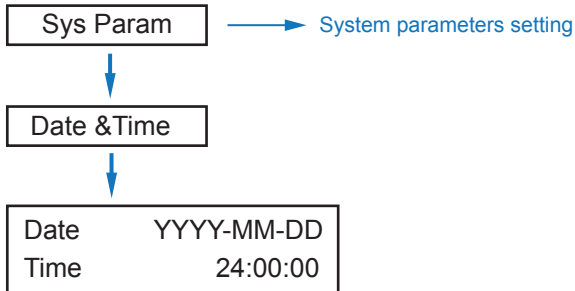 Sys Param
System parameters setting
Date &Time
Date YYYY-MM-DD
Time 24:00:00